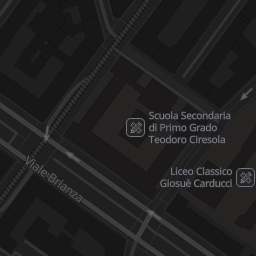 Scuola Secondaria
di Primo Grado
Teodoro Ciresola
Liceo Classico
Giosuè Carducci
Viale Brianza